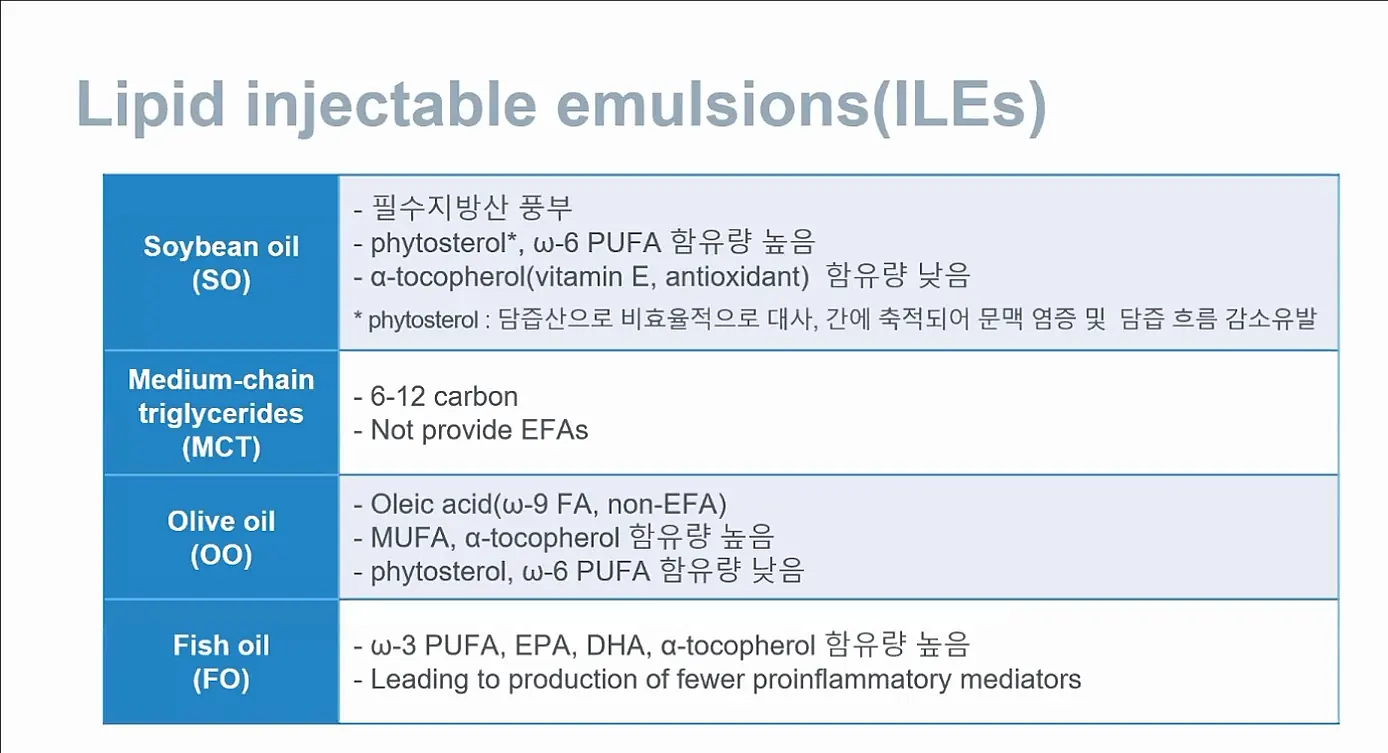 Lipid injectable emulsions(ILEs)
Soybean oil
(SO)
- 필수지방산 풍부
- phytosterol*, ω-6 PUFA 함유량 높음
- α-tocopherol(vitamin E, antioxidant) 함유량 낮음
* phytosterol : 담즙산으로 비효율적으로 대사, 간에 축적되어 문맥 염증 및 담즙 흐름 감소유발
Medium-chain
triglycerides
(MCT)
- 6-12 carbon
- Not provide EFAs
Olive oil
(OO)
- Oleic acid(ω-9 FA, non-EFA)
- MUFA, α-tocopherol 함유량 높음
- phytosterol, ω-6 PUFA 함유량 낮음
Fish oil
(FO)
- ω-3 PUFA, EPA, DHA, α-tocopherol 함유량 높음
- Leading to production of fewer proinflammatory mediators